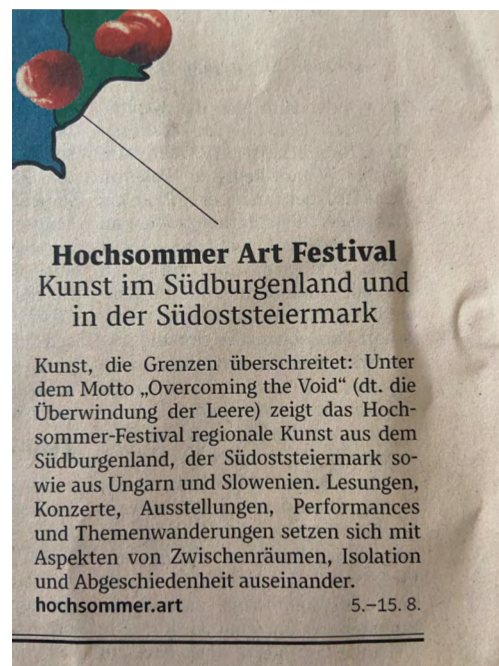 Hochsommer Art Festival
Kunst im Südburgenland und
in der Südoststeiermark
Kunst, die Grenzen überschreitet: Unter
dem Motto „Overcoming the Void“ (dt. die
Überwindung der Leere) zeigt das Hoch-
sommer-Festival regionale Kunst aus dem
Südburgenland, der Südoststeiermark so-
wie aus Ungarn und Slowenien. Lesungen,
Konzerte, Ausstellungen, Performances
und Themenwanderungen setzen sich mit
Aspekten von Zwischenräumen, Isolation
und Abgeschiedenheit auseinander.
hochsommer.art 5.–15. 8.